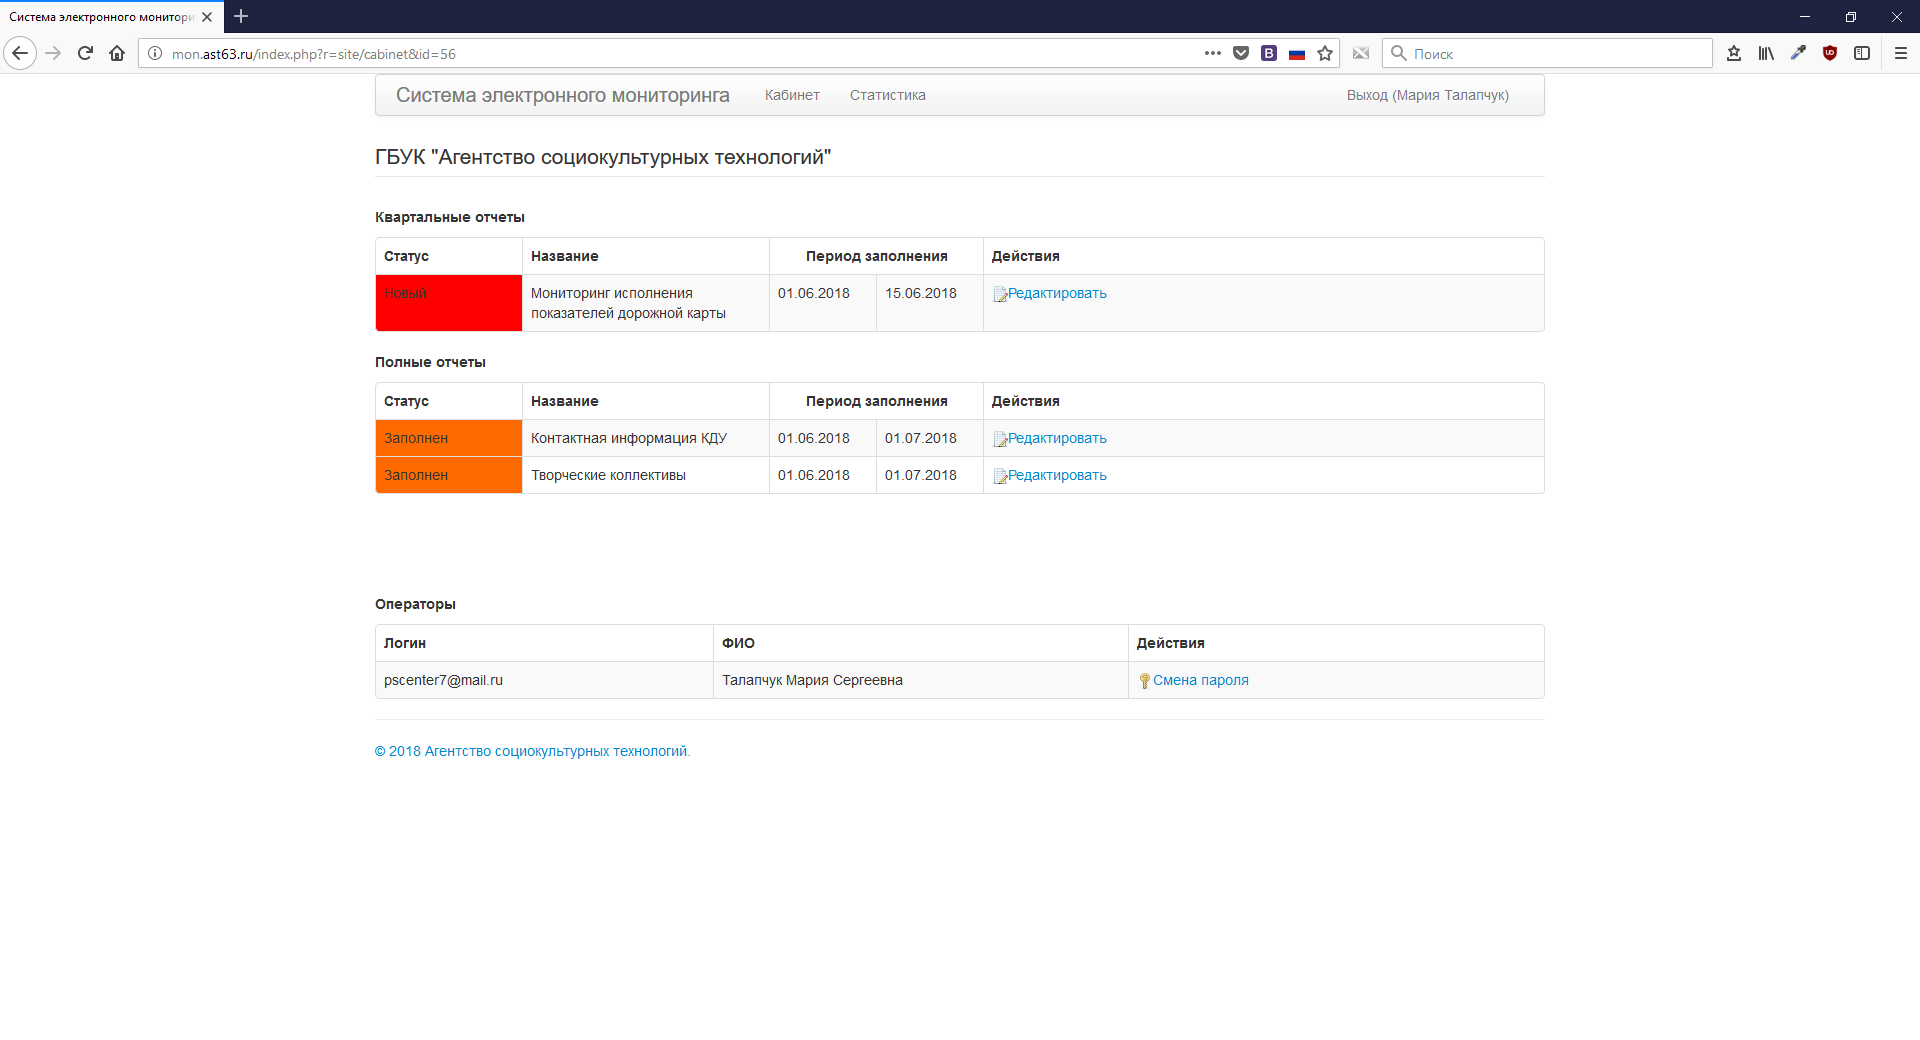 Система электронного монитори
mon.ast63.ru/index.php?r=site/cabinet&id=56
Поиск
Система электронного мониторинга Кабинет Статистика Выход (Мария Талапчук)
ГБУК "Агентство социокультурных технологий"
Квартальные отчеты
Статус Название Период заполнения Действия
Новый Мониторинг исполнения 01.06.2018 15.06.2018 Редактировать
показателей дорожной карты
Полные отчеты
Статус Название Период заполнения Действия
Заполнен Контактная информация КДУ 01.06.2018 01.07.2018 Редактировать
Заполнен Творческие коллективы 01.06.2018 01.07.2018 Редактировать
Операторы
Логин ФИО Действия
pscenter7@mail.ru Талапчук Мария Сергеевна Смена пароля
© 2018 Агентство социокультурных технологий.